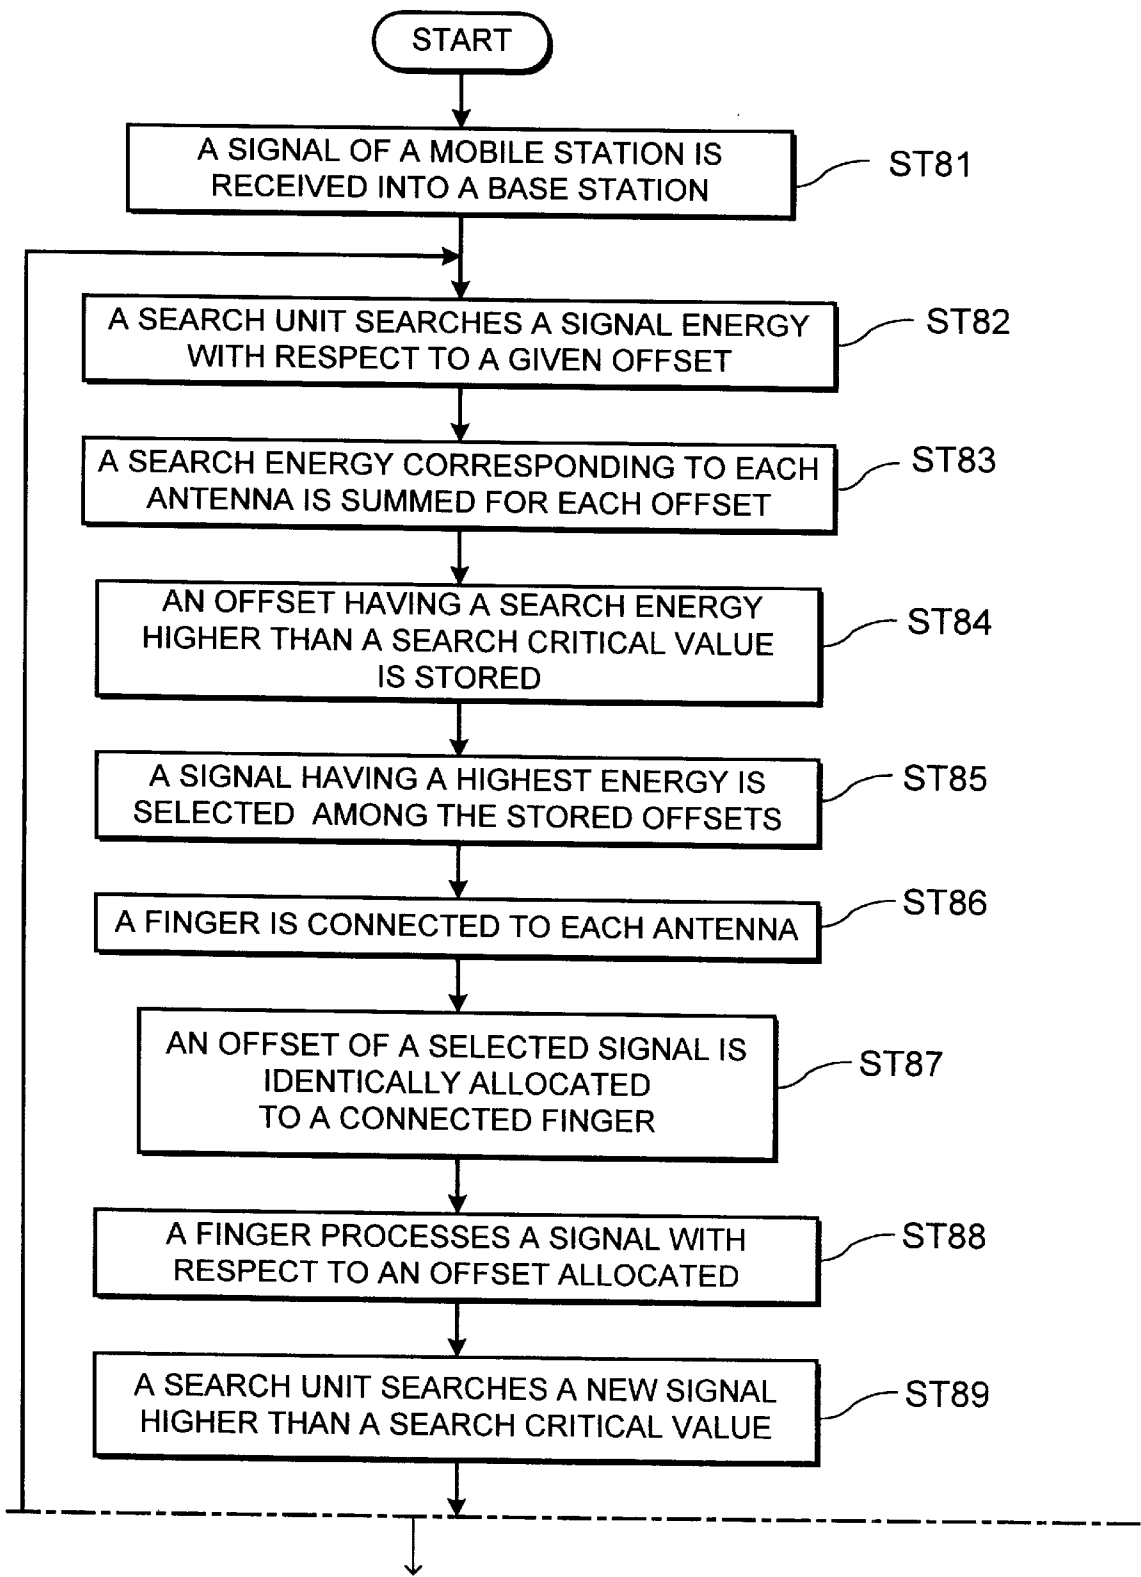 START
A SIGNAL OF A MOBILE STATION IS
RECEIVED INTO A BASE STATION
ST81
A SEARCH UNIT SEARCHES A SIGNAL ENERGY
WITH RESPECT TO A GIVEN OFFSET
ST82
A SEARCH ENERGY CORRESPONDING TO EACH
ANTENNA IS SUMMED FOR EACH OFFSET
ST83
AN OFFSET HAVING A SEARCH ENERGY
HIGHER THAN A SEARCH CRITICAL VALUE
IS STORED
ST84
A SIGNAL HAVING A HIGHEST ENERGY IS
SELECTED AMONG THE STORED OFFSETS
ST85
A FINGER IS CONNECTED TO EACH ANTENNA
ST86
AN OFFSET OF A SELECTED SIGNAL IS
IDENTICALLY ALLOCATED
TO A CONNECTED FINGER
ST87
A FINGER PROCESSES A SIGNAL WITH
RESPECT TO AN OFFSET ALLOCATED
ST88
A SEARCH UNIT SEARCHES A NEW SIGNAL
HIGHER THAN A SEARCH CRITICAL VALUE
ST89